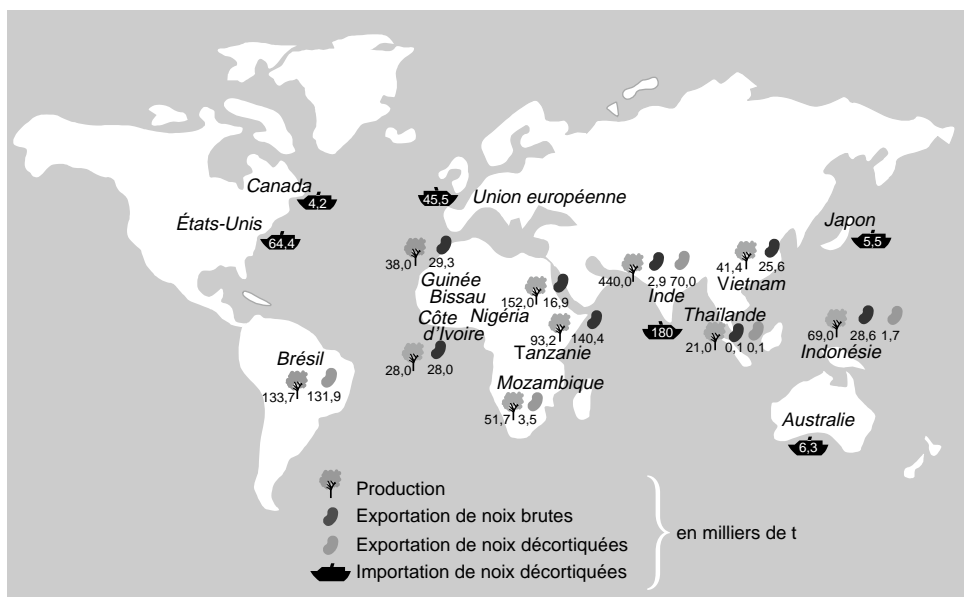 Canada
4,2
États-Unis
64,4
45,5
Union européenne
Japon
5,5
38,0 29,3
Guinée
Bissau
152,0 16,9
Nigéria
440,0 2,9 70,0
Inde
180
41,4 25,6
Vietnam
Thaïlande
21,0 0,1 0,1
69,0 28,6 1,7
Indonésie
Côte
d'Ivoire
28,0 28,0
93,2 140,4
Tanzanie
Brésil
133,7 131,9
Mozambique
51,7 3,5
Australie
6,3
Production
Exportation de noix brutes
Exportation de noix décortiquées
Importation de noix décortiquées
en milliers de t